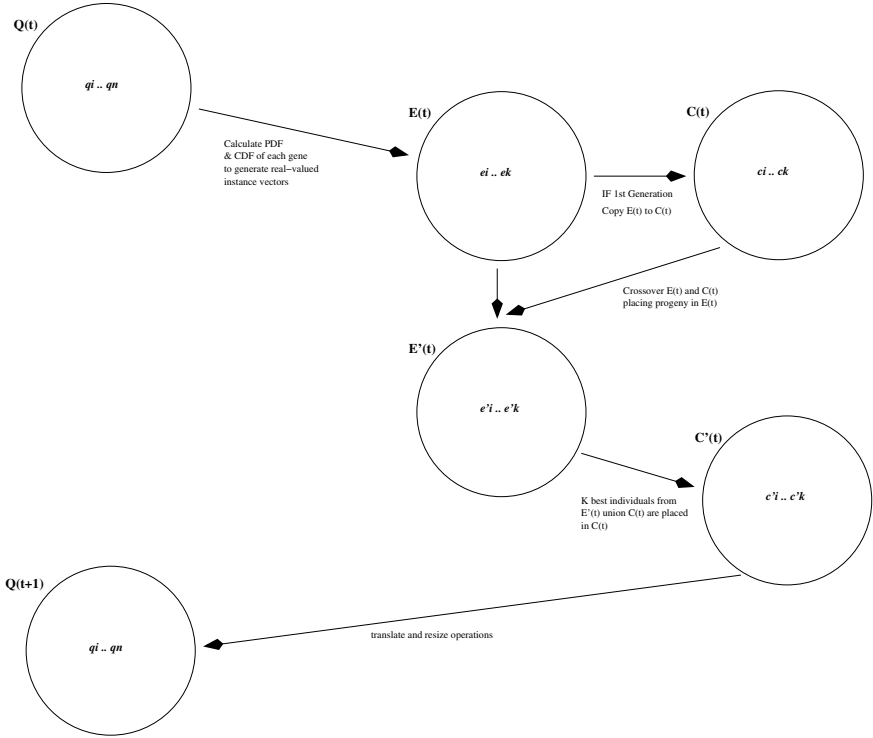 Q(t)
qi .. qn
Calculate PDF
& CDF of each gene
to generate real−valued
instance vectors
E(t)
ei .. ek
IF 1st Generation
Copy E(t) to C(t)
C(t)
ci .. ck
Crossover E(t) and C(t)
placing progeny in E(t)
E’(t)
e’i .. e’k
K best individuals from
E’(t) union C(t) are placed
in C(t)
C’(t)
c’i .. c’k
translate and resize operations
Q(t+1)
qi .. qn